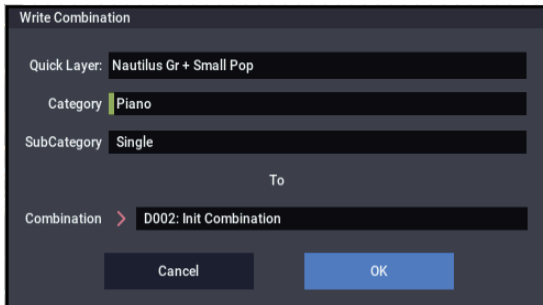 Write Combination
Quick Layer: Nautilus Gr + Small Pop
Category Piano
SubCategory Single
To
Combination > D002: Init Combination
Cancel OK